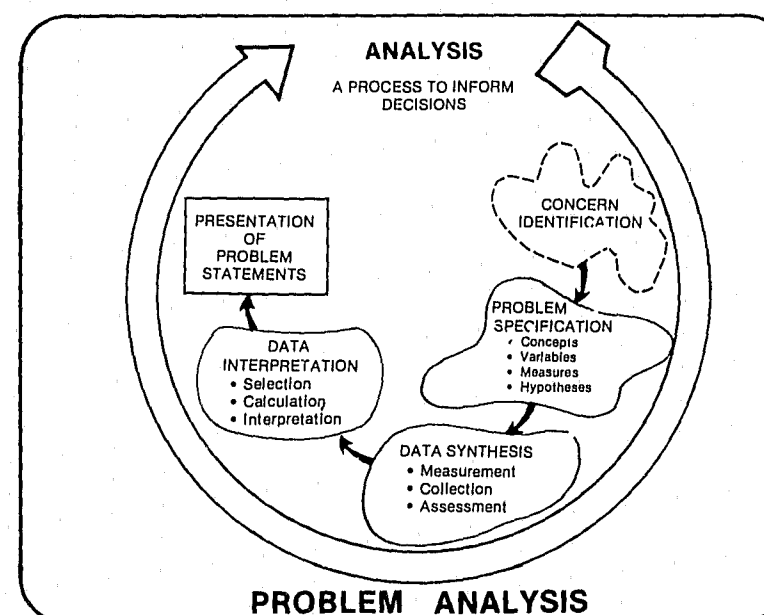 ANALYSIS
A PROCESS TO INFORM
DECISIONS
CONCERN
IDENTIFICATION
PROBLEM
SPECIFICATION
• Concepts
• Variables
• Measures
• Hypotheses
DATA SYNTHESIS
• Measurement
• Collection
• Assessment
DATA
INTERPRETATION
• Selection
• Calculation
• Interpretation
PRESENTATION
OF
PROBLEM
STATEMENTS
PROBLEM ANALYSIS